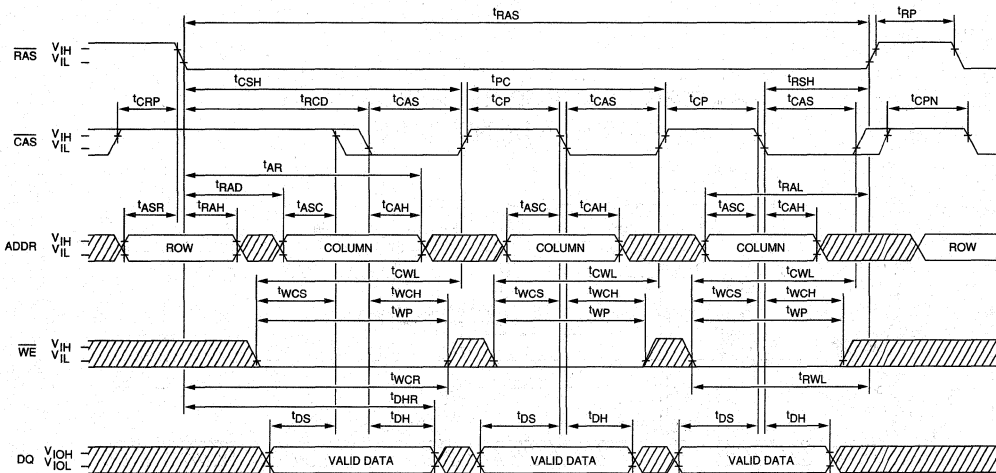 tRAS tRP
RAS VIH
VIL
tCSH tPC tRSH
tCRP tRCD tCAS tCP tCAS tCP tCAS tCPN
CAS VIH
VIL
tAR
tRAD tRAL
tASR tRAH tASC tCAH tASC tCAH tASC tCAH
ADDR VIH
VIL ROW COLUMN COLUMN COLUMN ROW
tCWL tCWL tCWL
tWCS tWCH tWCS tWCH tWCS tWCH
tWP tWP tWP
WE VIH
VIL
tWCR tRWL
tDHR
tDS tDH tDS tDH tDS tDH
DQ VIOH
VIOL VALID DATA VALID DATA VALID DATA